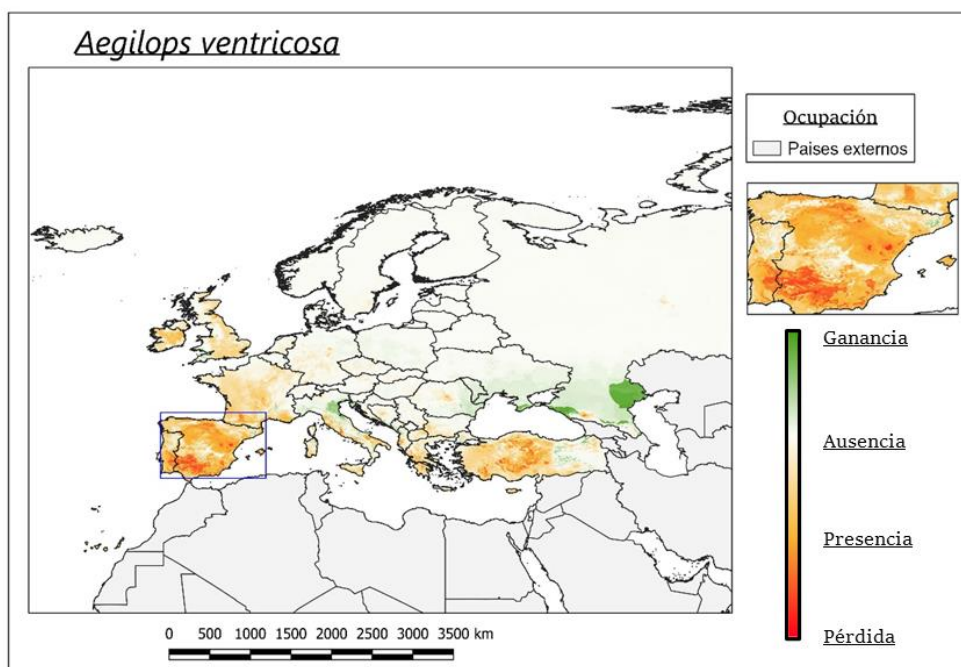 Aegilops ventricosa
Ocupación
Paises externos
Ganancia
Ausencia
Presencia
Pérdida
0 500 1000 1500 2000 2500 3000 3500 km